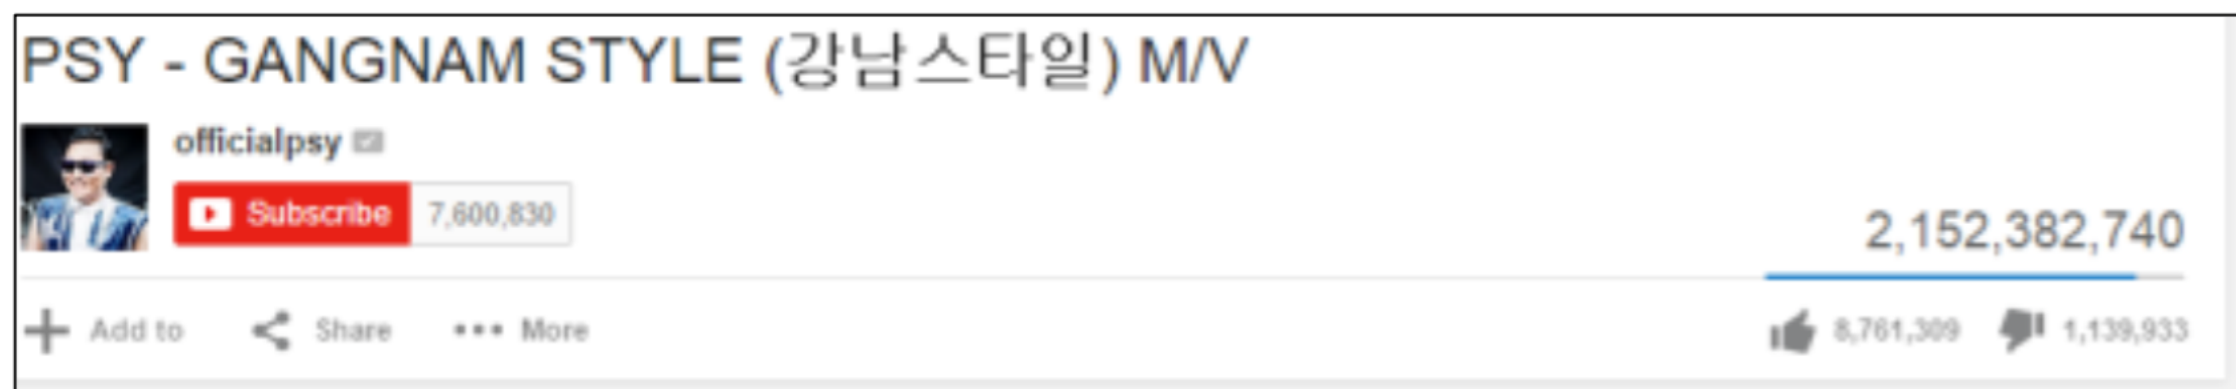 PSY - GANGNAM STYLE (강남스타일) M/V
officialpsy
Subscribe 7,600,830
2,152,382,740
Add to Share More 8,761,309 1,139,933